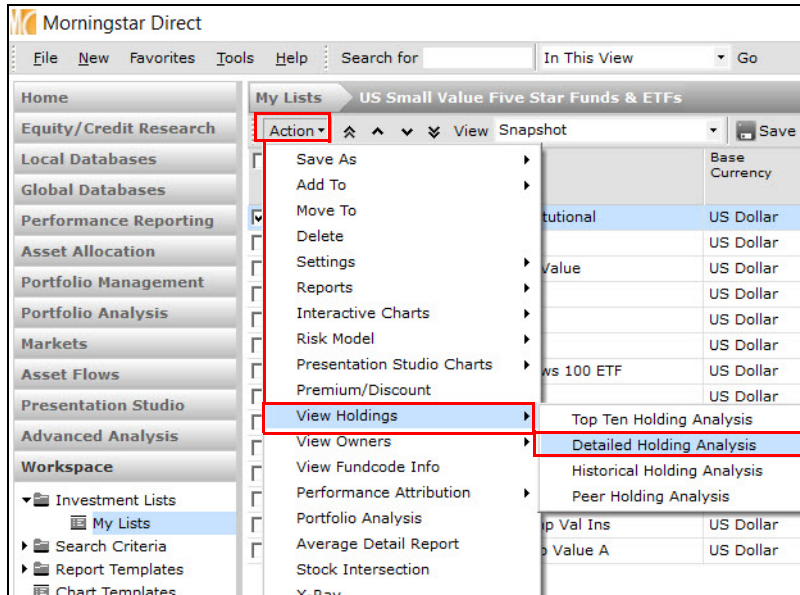 Morningstar Direct
File New Favorites Tools Help Search for In This View Go
Home
Equity/Credit Research
Local Databases
Global Databases
Performance Reporting
Asset Allocation
Portfolio Management
Portfolio Analysis
Markets
Asset Flows
Presentation Studio
Advanced Analysis
Workspace
Investment Lists
My Lists
Search Criteria
Report Templates
Chart Templates
My Lists US Small Value Five Star Funds & ETFs
Action View Snapshot Save
Base
Currency
tutional US Dollar
US Dollar
Value US Dollar
US Dollar
US Dollar
US Dollar
ws 100 ETF US Dollar
US Dollar
Save As
Add To
Move To
Delete
Settings
Reports
Interactive Charts
Risk Model
Presentation Studio Charts
Premium/Discount
View Holdings
View Owners
View Fundcode Info
Performance Attribution
Portfolio Analysis
Average Detail Report
Stock Intersection
X-Ray
Top Ten Holding Analysis
Detailed Holding Analysis
Historical Holding Analysis
Peer Holding Analysis
p Val Ins US Dollar
Value A US Dollar